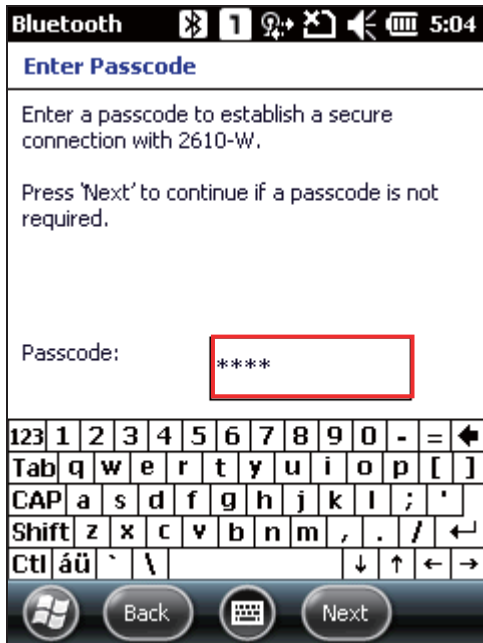 Bluetooth 1 5:04
Enter Passcode
Enter a passcode to establish a secure
connection with 2610-W.
Press 'Next' to continue if a passcode is not
required.
Passcode: ****
123 1 2 3 4 5 6 7 8 9 0 - =
Tab q w e r t y u i o p [ ]
CAP a s d f g h j k l ; '
Shift z x c v b n m , . /
Ctl áü ` \ ↓ ↑ ← →
Back Next